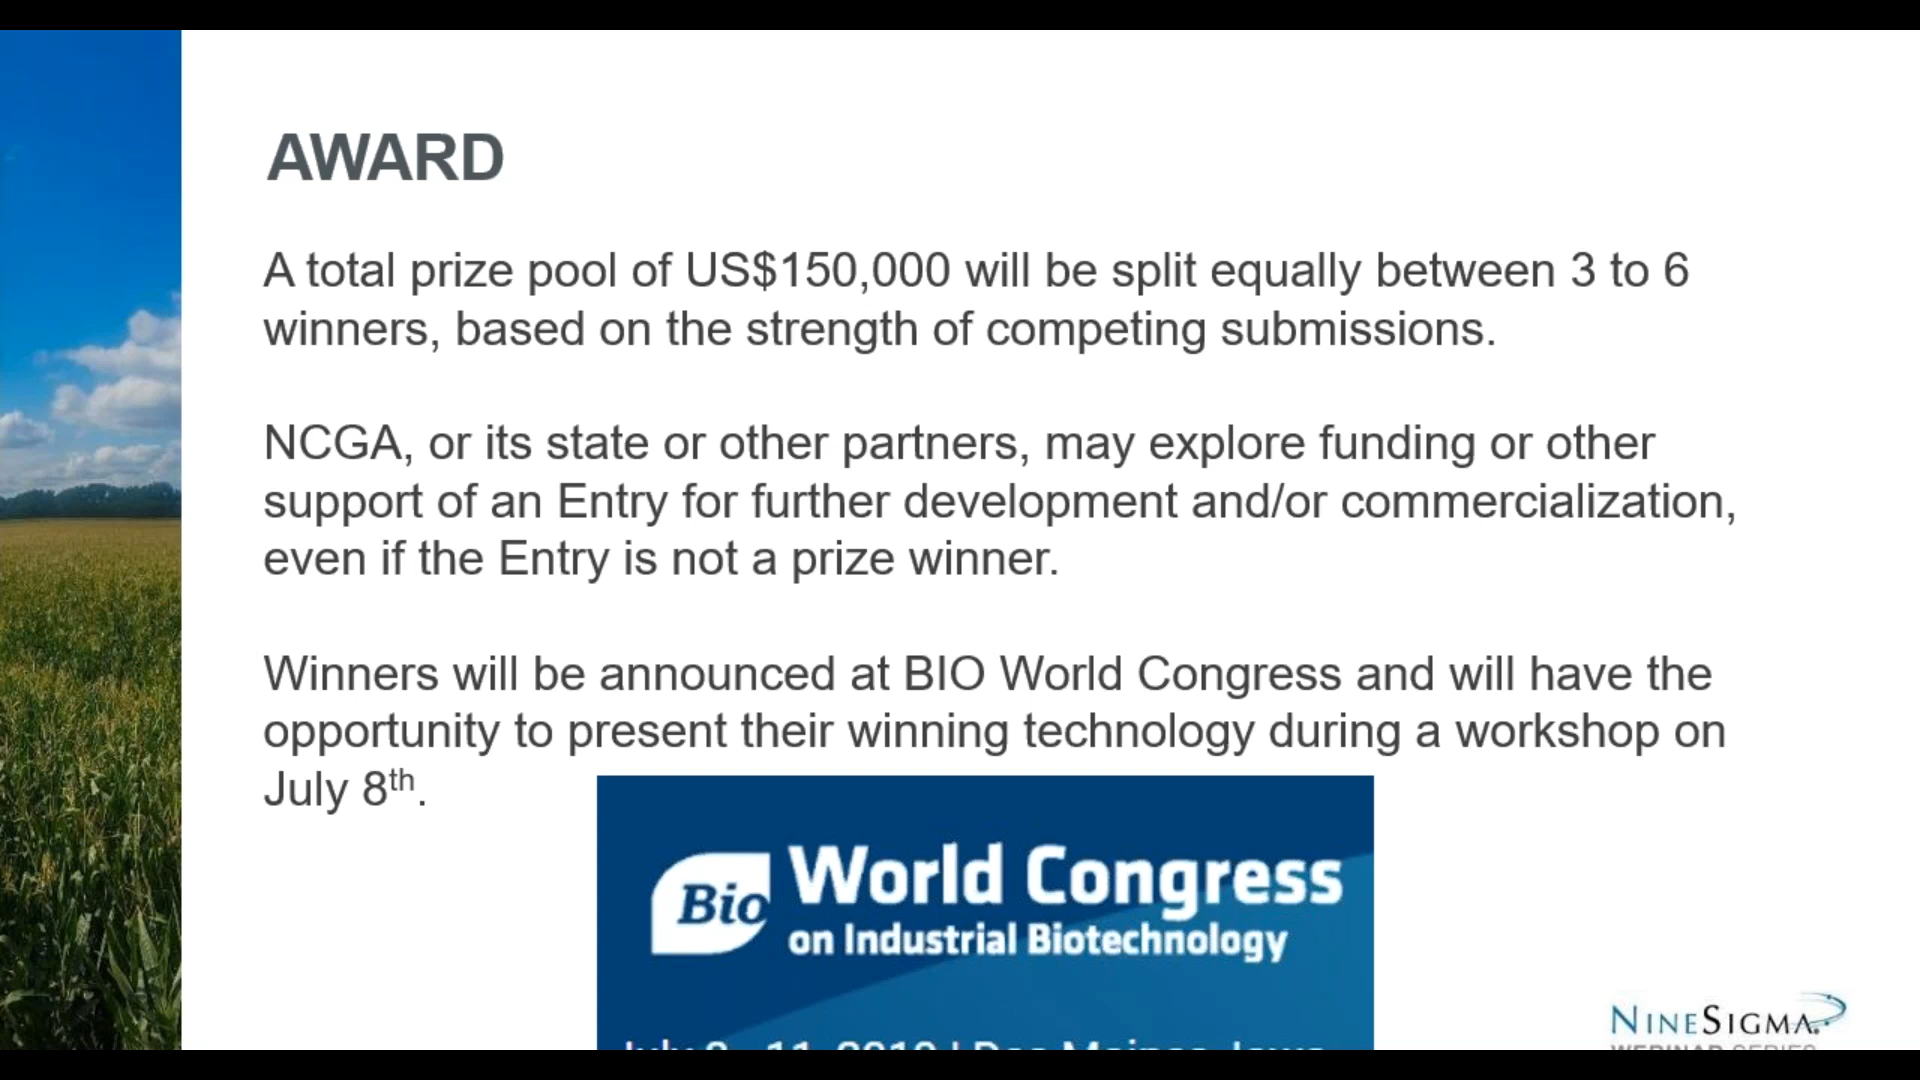 AWARD
A total prize pool of US$150,000 will be split equally between 3 to 6
winners, based on the strength of competing submissions.
NCGA, or its state or other partners, may explore funding or other
support of an Entry for further development and/or commercialization,
even if the Entry is not a prize winner.
Winners will be announced at BIO World Congress and will have the
opportunity to present their winning technology during a workshop on
July 8th.
Bio World Congress
on Industrial Biotechnology
NINESIGMA
WEBINAR SERIES